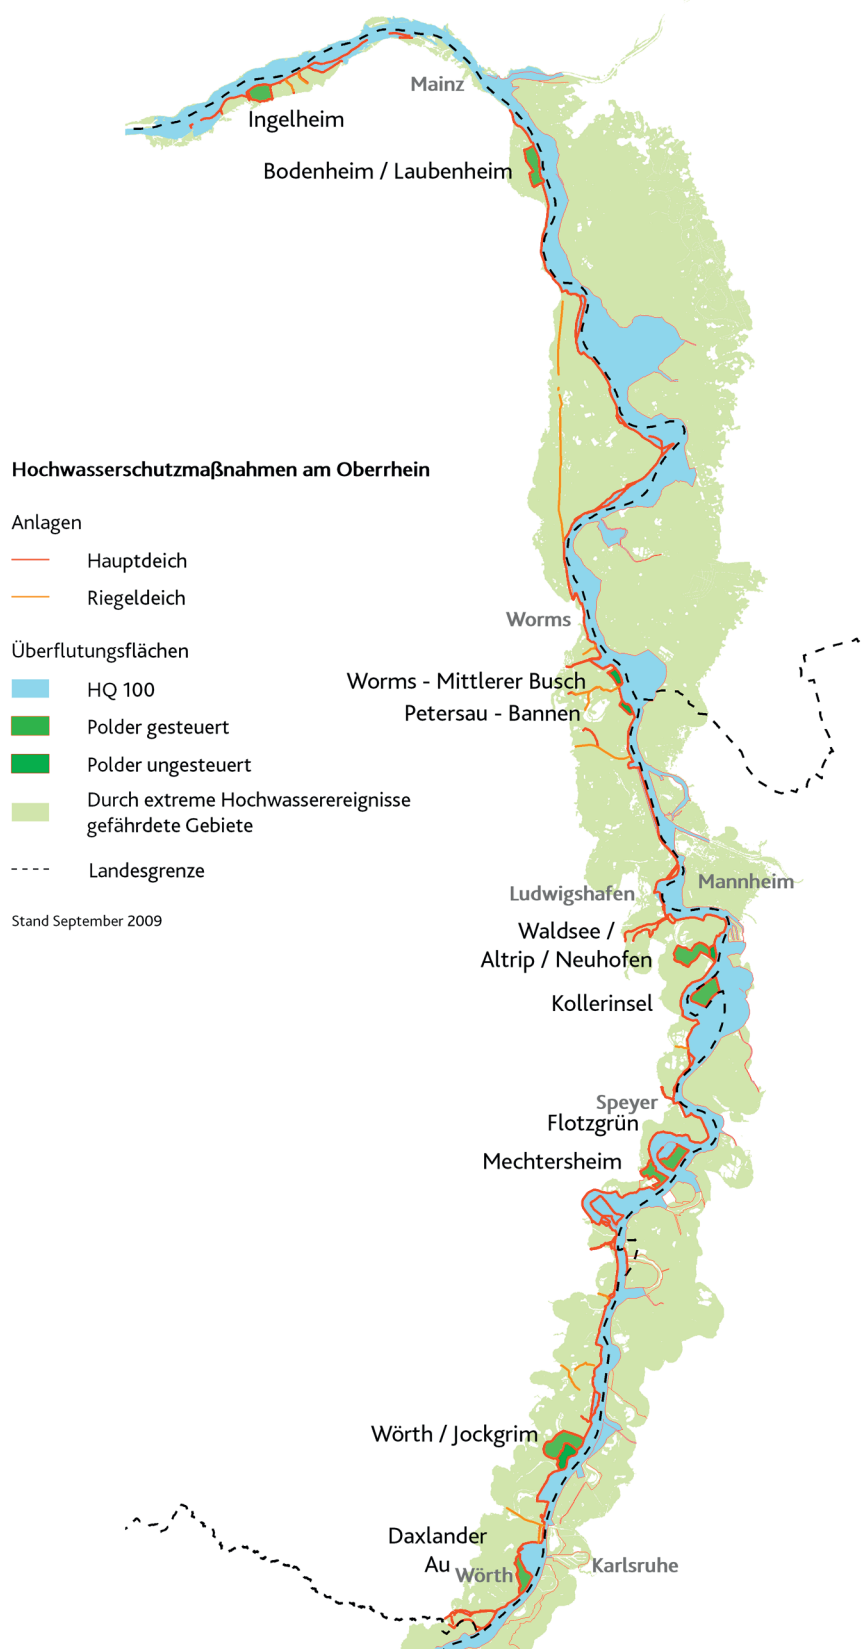 Mainz
Ingelheim
Bodenheim / Laubenheim
Hochwasserschutzmaßnahmen am Oberrhein
Anlagen
Hauptdeich
Riegeldeich
Überflutungsflächen
HQ 100
Polder gesteuert
Polder ungesteuert
Durch extreme Hochwasserereignisse
gefährdete Gebiete
Landesgrenze
Stand September 2009
Worms
Worms - Mittlerer Busch
Petersau - Bannen
Mannheim
Ludwigshafen
Waldsee /
Altrip / Neuhofen
Kollerinsel
Speyer
Flotzgrün
Mechtersheim
Wörth / Jockgrim
Daxlander
Au
Wörth
Karlsruhe